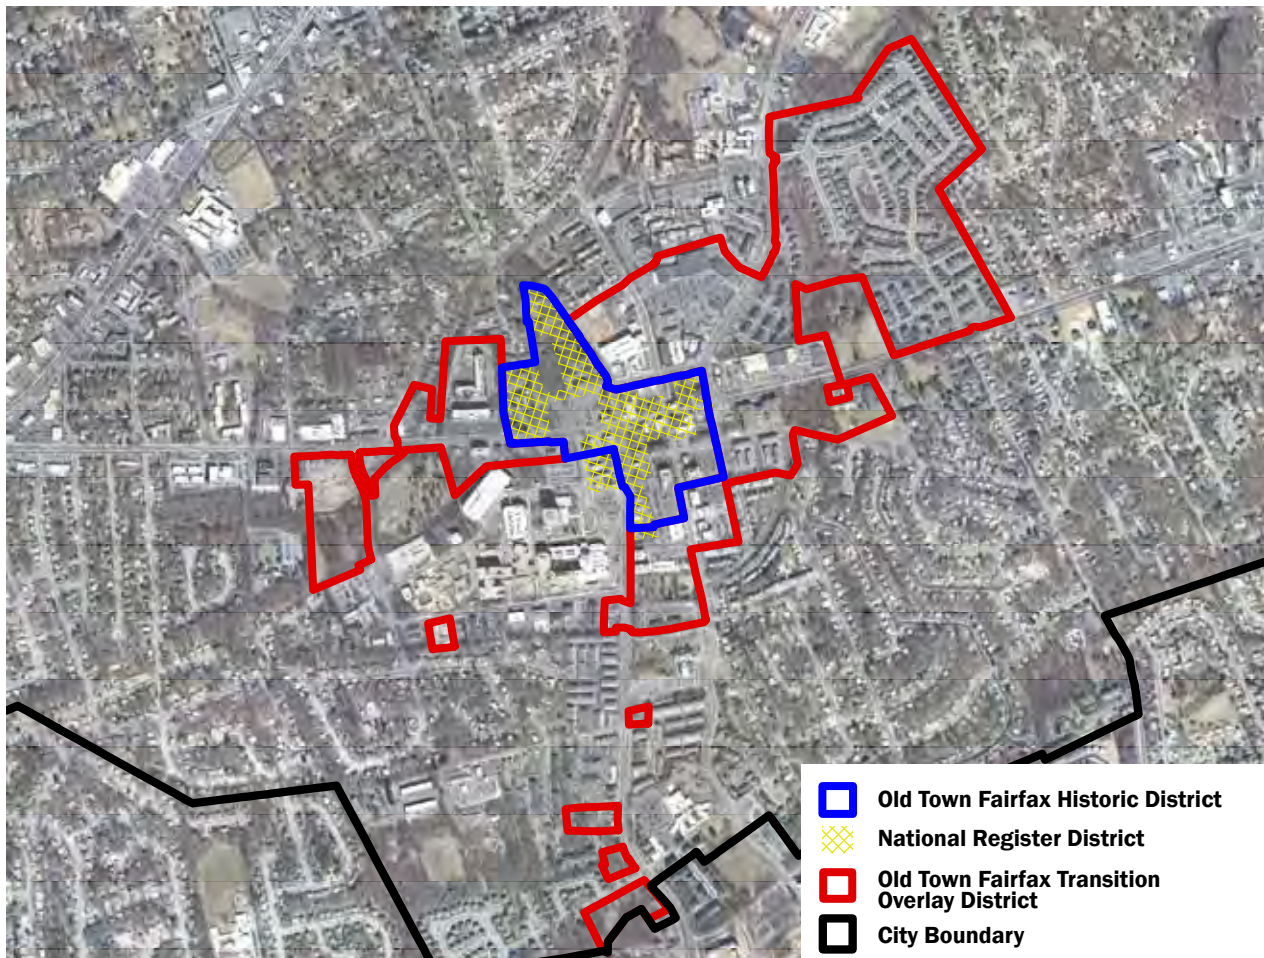 Old Town Fairfax Historic District
National Register District
Old Town Fairfax Transition
Overlay District
City Boundary